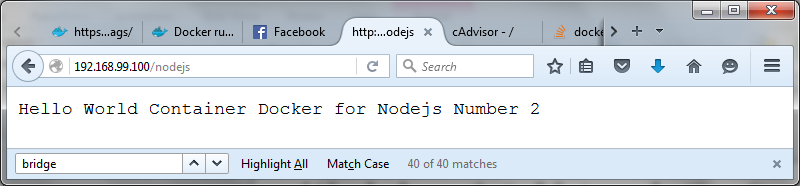 https...ags/
Docker ru...
Facebook
http:...odejs
cAdvisor - /
docke
192.168.99.100/nodejs
Search
Hello World Container Docker for Nodejs Number 2
bridge
Highlight All
Match Case
40 of 40 matches